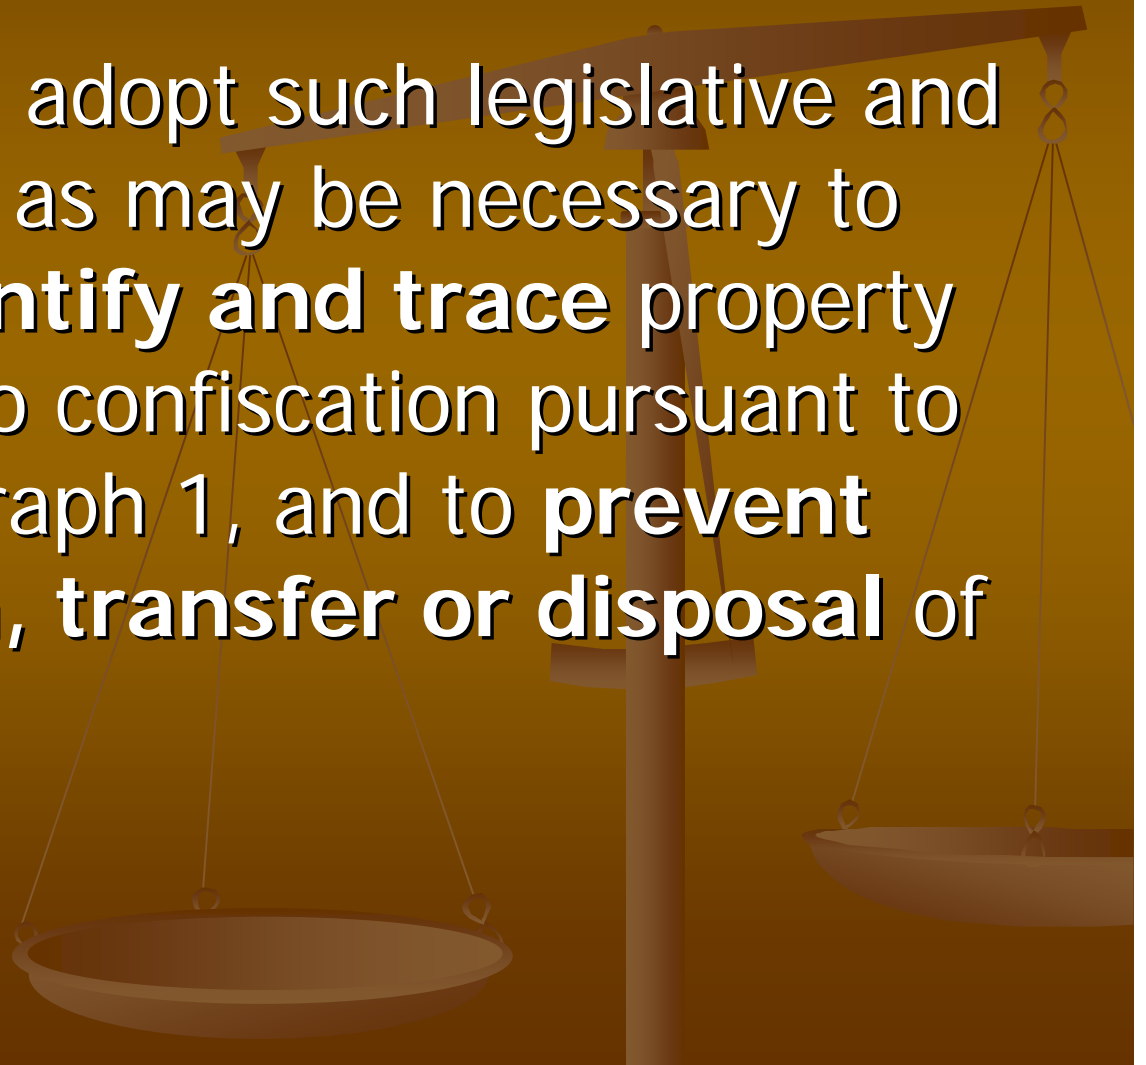 adopt such legislative and
as may be necessary to
ntify and trace property
o confiscation pursuant to
raph 1, and to prevent
, transfer or disposal of